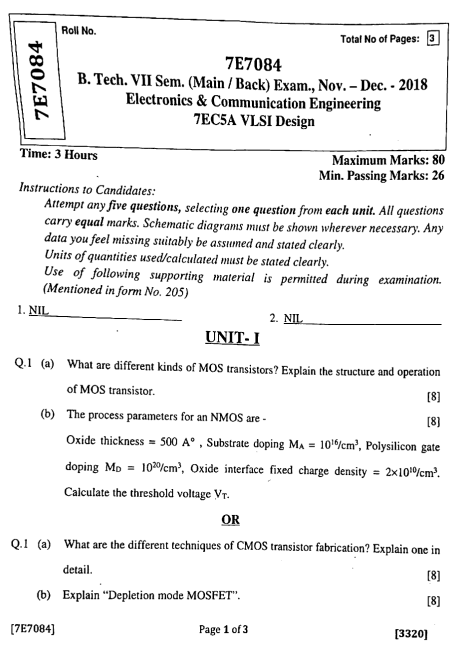 7E7084
Roll No.
Total No of Pages: 3
7E7084
B. Tech. VII Sem. (Main / Back) Exam., Nov. – Dec. - 2018
Electronics & Communication Engineering
7EC5A VLSI Design
Time: 3 Hours
Maximum Marks: 80
Min. Passing Marks: 26
Instructions to Candidates:
Attempt any five questions, selecting one question from each unit. All questions
carry equal marks. Schematic diagrams must be shown wherever necessary. Any
data you feel missing suitably be assumed and stated clearly.
Units of quantities used/calculated must be stated clearly.
Use of following supporting material is permitted during examination.
(Mentioned in form No. 205)
1. NIL
2. NIL
UNIT- I
Q.1 (a) What are different kinds of MOS transistors? Explain the structure and operation
of MOS transistor. [8]
(b) The process parameters for an NMOS are - [8]
Oxide thickness = 500 A° , Substrate doping M_A = 10^16/cm^3, Polysilicon gate
doping M_D = 10^20/cm^3, Oxide interface fixed charge density = 2×10^10/cm^3.
Calculate the threshold voltage V_T.
OR
Q.1 (a) What are the different techniques of CMOS transistor fabrication? Explain one in
detail. [8]
(b) Explain “Depletion mode MOSFET”. [8]
[7E7084] Page 1 of 3 [3320]